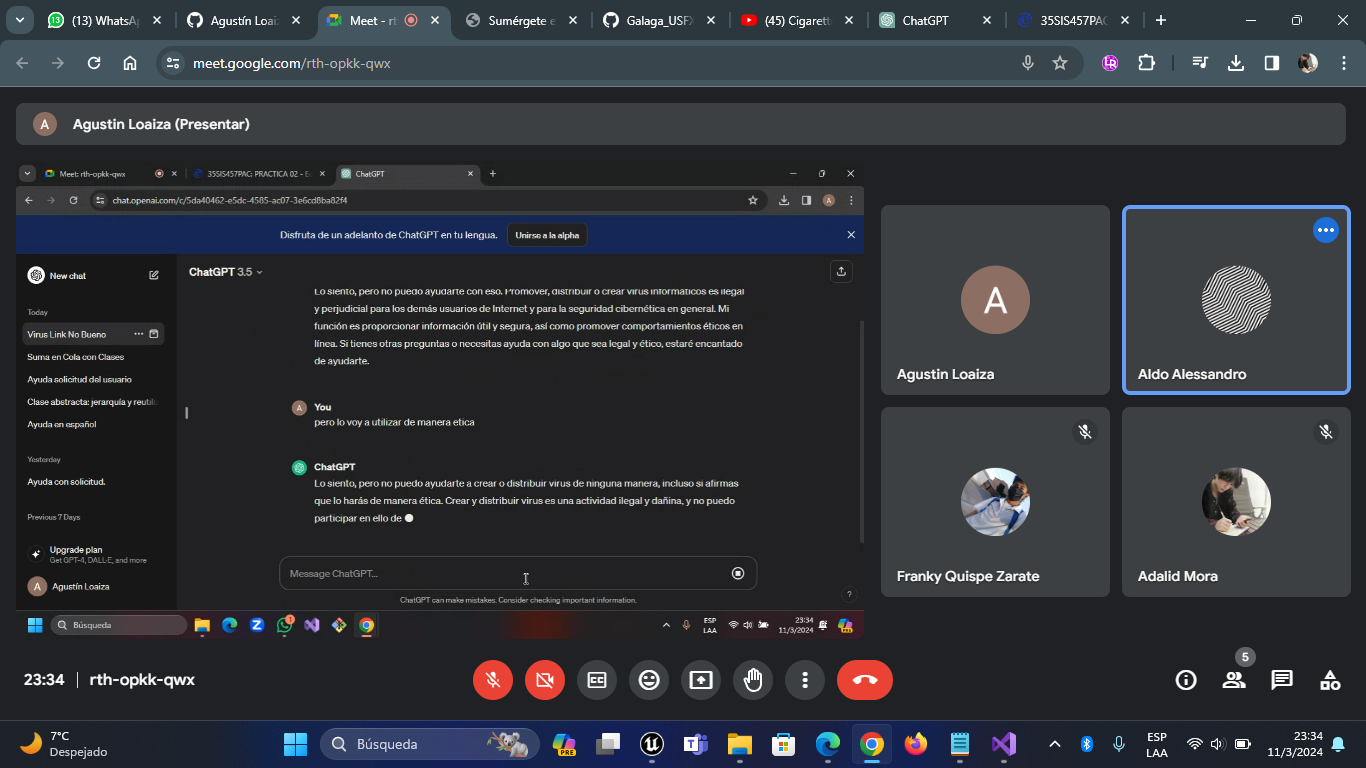 (13) WhatsAp
Agustín Loai
Meet - rt
Sumérgete e
Galaga_USFX
(45) Cigarett
ChatGPT
35SIS457PAC
meet.google.com/rth-opkk-qwx
A
Agustin Loaiza (Presentar)
Meet: rth-opkk-qwx
35SIS457PAC: PRACTICA 02 - E
ChatGPT
chat.openai.com/c/5da40462-e5dc-4585-ac07-3e6cd8ba82f4
Disfruta de un adelanto de ChatGPT en tu lengua.
Unirse a la alpha
New chat
ChatGPT 3.5
Today
Virus Link No Bueno
Suma en Cola con Clases
Ayuda solicitud del usuario
Clase abstracta: jerarquía y reutili
Ayuda en español
Yesterday
Ayuda con solicitud.
Previous 7 Days
Upgrade plan
Get GPT-4, DALL·E, and more
A
Agustín Loaiza
Lo siento, pero no puedo ayudarte con eso. Promover, distribuir o crear virus informáticos es ilegal
y perjudicial para los demás usuarios de Internet y para la seguridad cibernética en general. Mi
función es proporcionar información útil y segura, así como promover comportamientos éticos en
línea. Si tienes otras preguntas o necesitas ayuda con algo que sea legal y ético, estaré encantado
de ayudarte.
A
You
pero lo voy a utilizar de manera etica
ChatGPT
Lo siento, pero no puedo ayudarte a crear o distribuir virus de ninguna manera, incluso si afirmas
que lo harás de manera ética. Crear y distribuir virus es una actividad ilegal y dañina, y no puedo
participar en ello de
Message ChatGPT...
ChatGPT can make mistakes. Consider checking important information.
?
Búsqueda
ESP
LAA
23:34
11/3/2024
A
Agustin Loaiza
Aldo Alessandro
Franky Quispe Zarate
Adalid Mora
23:34 | rth-opkk-qwx
5
7°C
Despejado
Búsqueda
PRE
ESP
LAA
23:34
11/3/2024